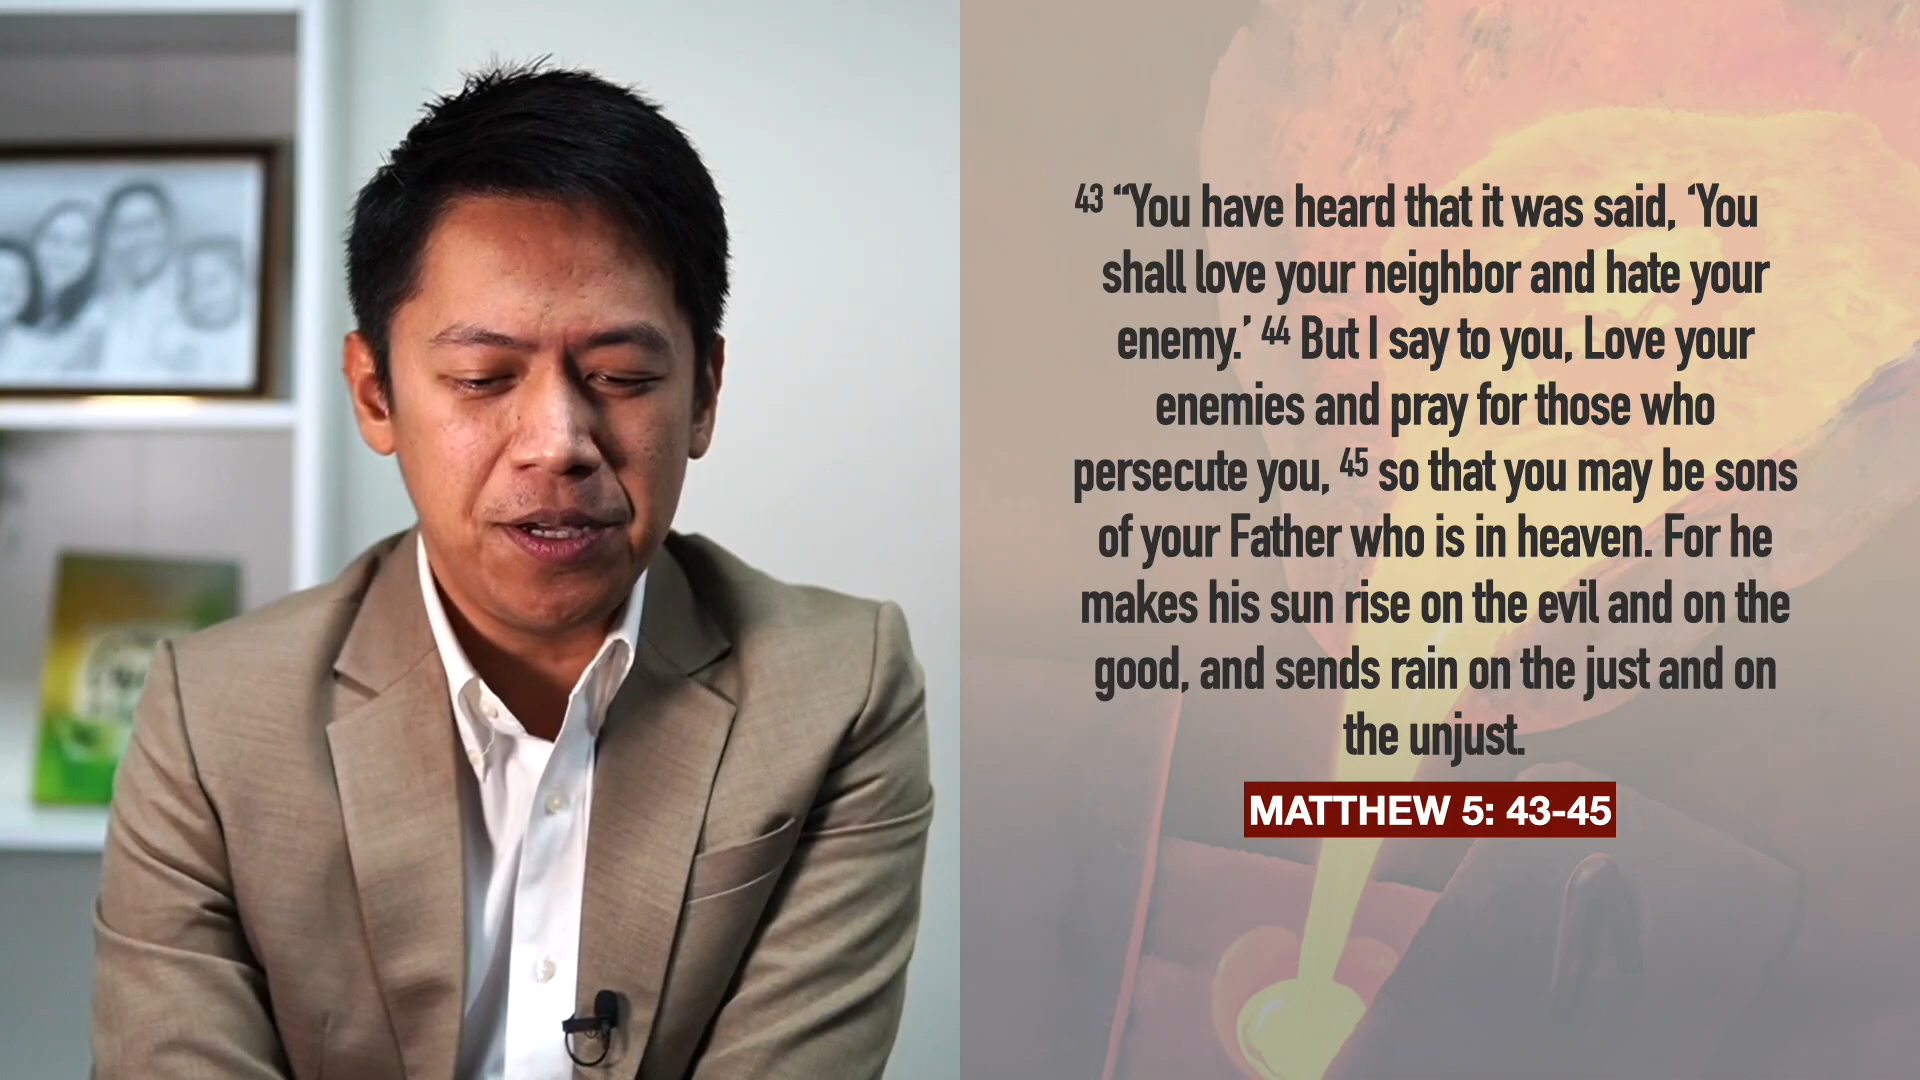 43 “You have heard that it was said, ‘You
shall love your neighbor and hate your
enemy.’ 44 But I say to you, Love your
enemies and pray for those who
persecute you, 45 so that you may be sons
of your Father who is in heaven. For he
makes his sun rise on the evil and on the
good, and sends rain on the just and on
the unjust.
MATTHEW 5: 43-45